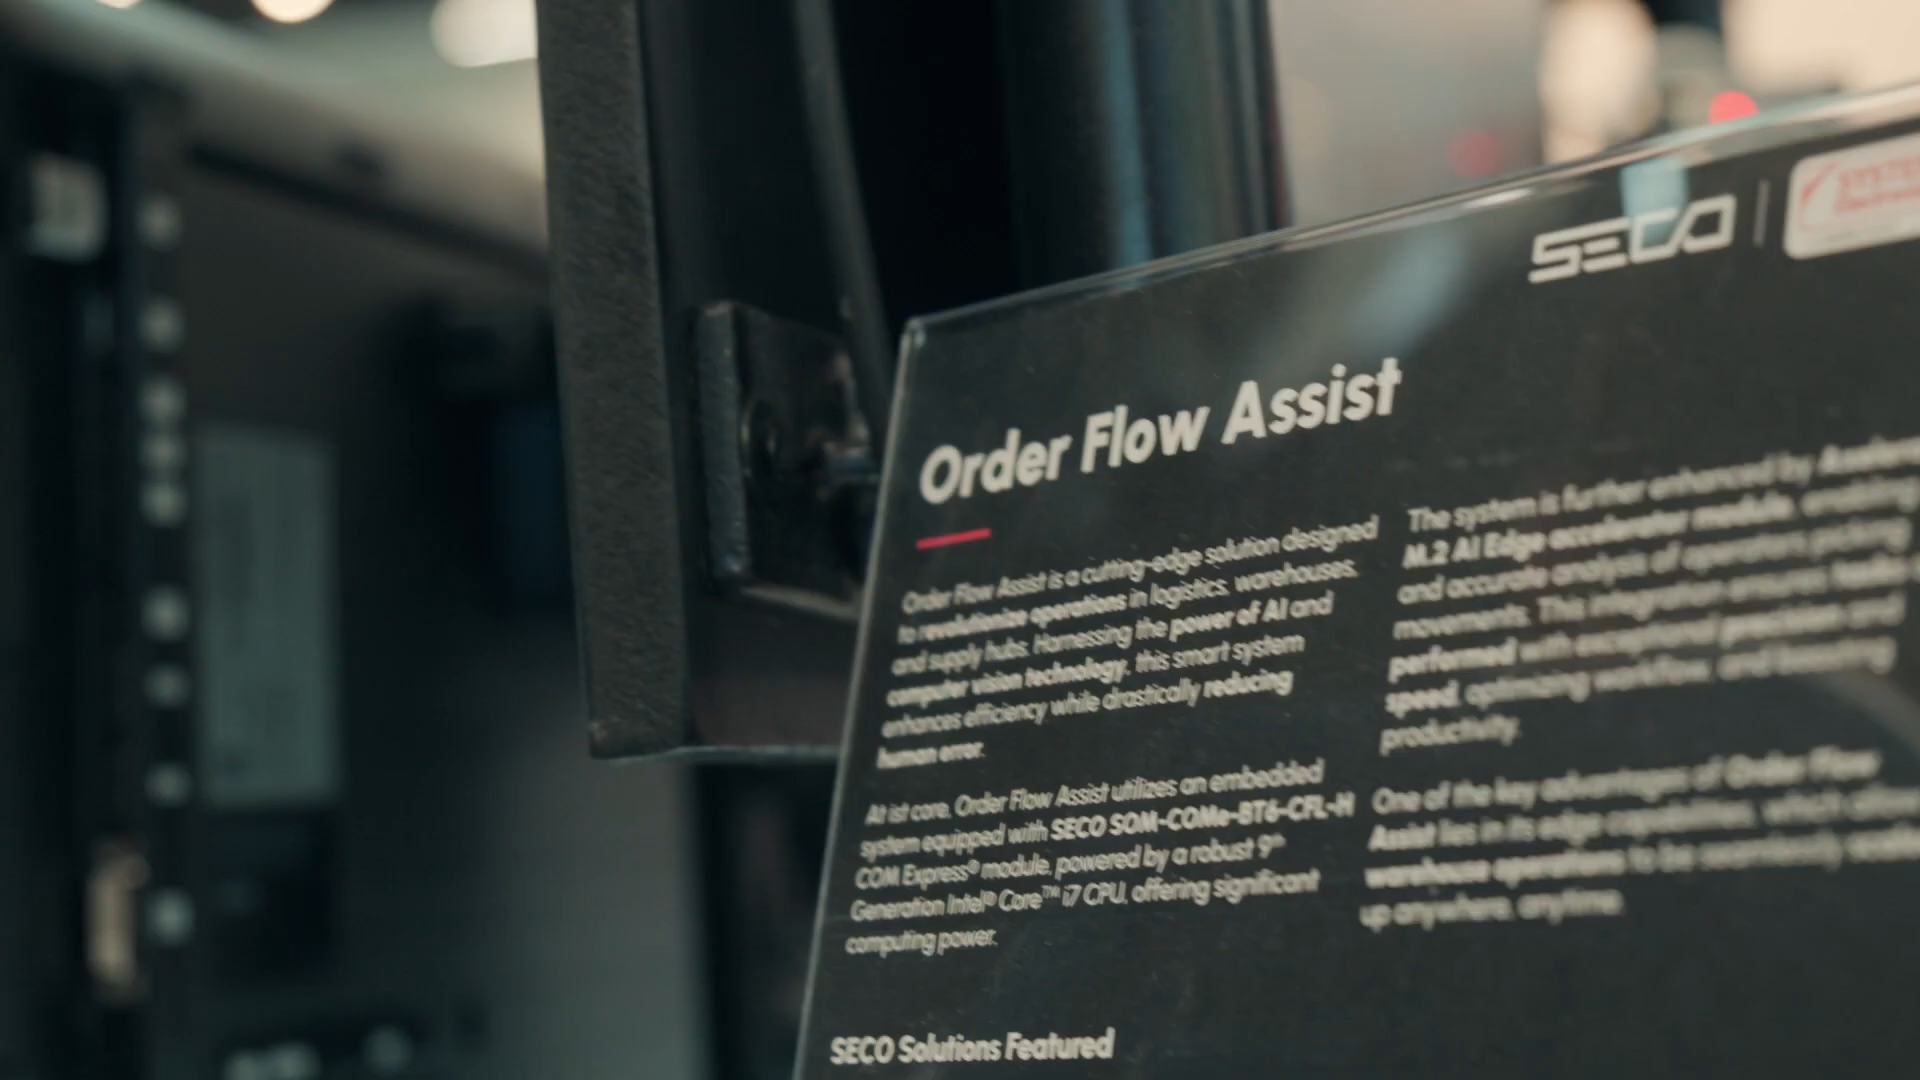 SECO
Order Flow Assist
Order Flow Assist is a cutting-edge solution designed
to revolutionize operations in logistics, warehouses,
and supply hubs. Harnessing the power of AI and
computer vision technology, this smart system
enhances efficiency while drastically reducing
human error.
At ist core, Order Flow Assist utilizes an embedded
system equipped with SECO SOM-COMe-BT6-CFL-H
COM Express® module, powered by a robust 9th
Generation Intel® Core™ i7 CPU, offering significant
computing power.
The system is further enhanced by
M.2 AI Edge accelerator module, enabling
and accurate analysis of operators picking
movements. This integration ensures tasks
performed with exceptional precision and
speed, optimizing workflow, and boosting
productivity.
One of the key advantages of Order Flow
Assist lies in its edge capabilities, which
warehouse operations to be seamlessly
up anywhere, anytime.
SECO Solutions Featured